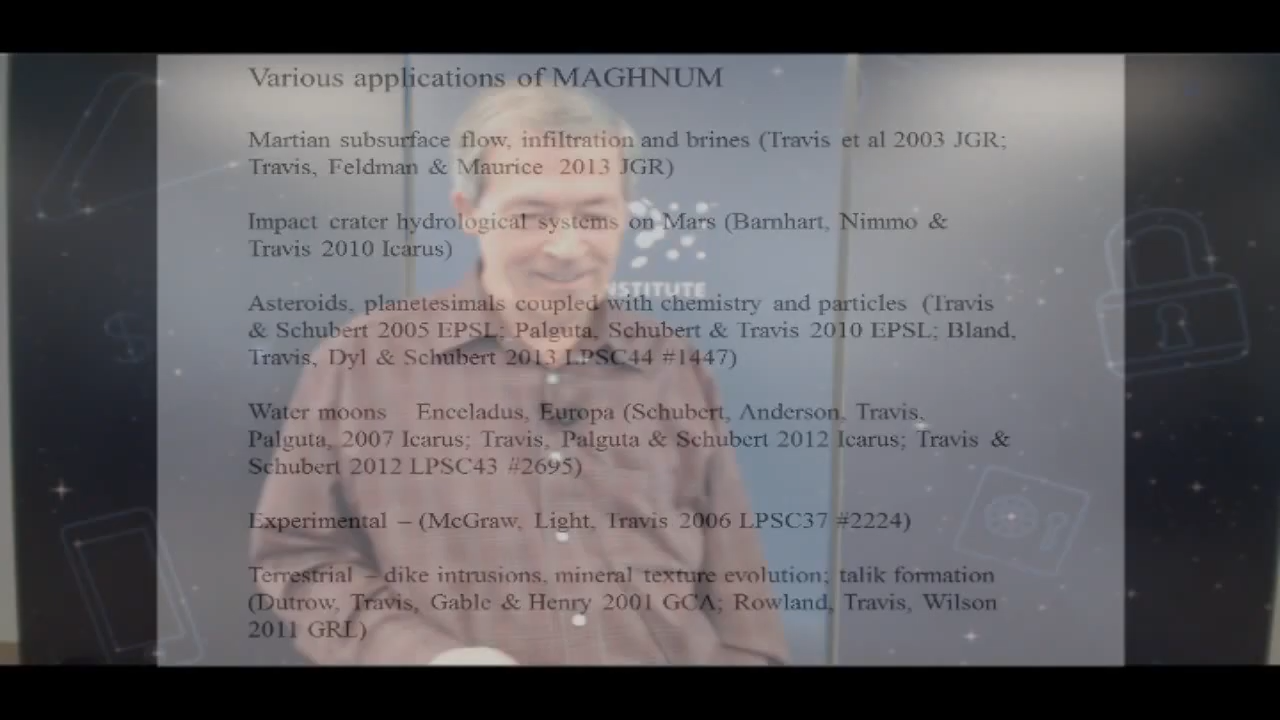 Various applications of MAGHNUM
Martian subsurface flow, infiltration and brines (Travis et al 2003 JGR;
Travis, Feldman & Maurice 2013 JGR)
Impact crater hydrological systems on Mars (Barnhart, Nimmo &
Travis 2010 Icarus)
Asteroids, planetesimals coupled with chemistry and particles (Travis
& Schubert 2005 EPSL; Palguta, Schubert & Travis 2010 EPSL; Bland,
Travis, Dyl & Schubert 2013 LPSC44 #1447)
Water moons Enceladus, Europa (Schubert, Anderson, Travis,
Palguta, 2007 Icarus; Travis, Palguta & Schubert 2012 Icarus; Travis &
Schubert 2012 LPSC43 #2695)
Experimental – (McGraw, Light, Travis 2006 LPSC37 #2224)
Terrestrial – dike intrusions, mineral texture evolution; talik formation
(Dutrow, Travis, Gable & Henry 2001 GCA; Rowland, Travis, Wilson
2011 GRL)
NSTITUTE
$